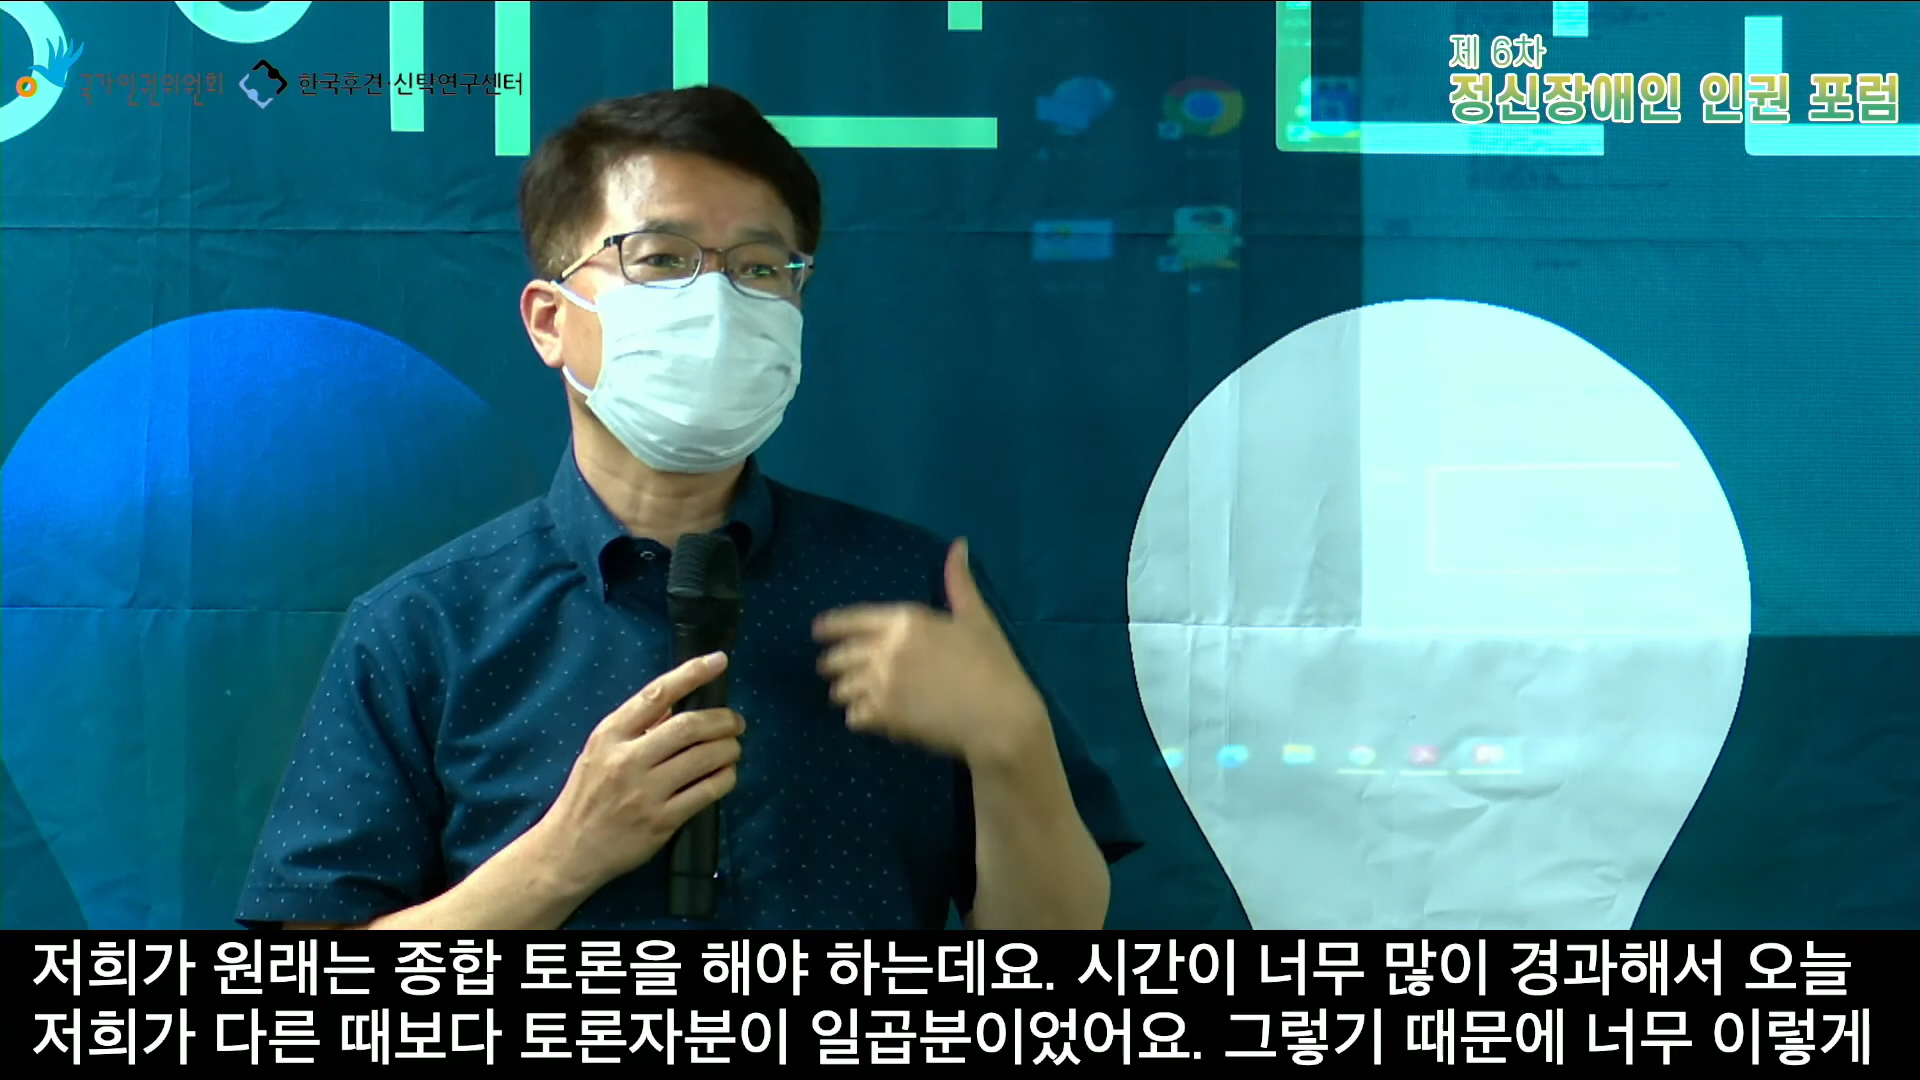 국가인권위원회
한국후견·신탁연구센터
제 6차
정신장애인 인권 포럼
저희가 원래는 종합 토론을 해야 하는데요. 시간이 너무 많이 경과해서 오늘
저희가 다른 때보다 토론자분이 일곱분이었어요. 그렇기 때문에 너무 이렇게